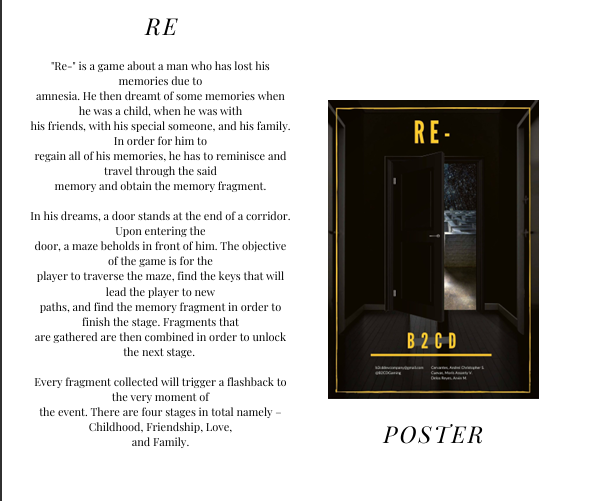 RE
"Re-" is a game about a man who has lost his
memories due to
amnesia. He then dreamt of some memories when
he was a child, when he was with
his friends, with his special someone, and his family.
In order for him to
regain all of his memories, he has to reminisce and
travel through the said
memory and obtain the memory fragment.
In his dreams, a door stands at the end of a corridor.
Upon entering the
door, a maze beholds in front of him. The objective
of the game is for the
player to traverse the maze, find the keys that will
lead the player to new
paths, and find the memory fragment in order to
finish the stage. Fragments that
are gathered are then combined in order to unlock
the next stage.
Every fragment collected will trigger a flashback to
the very moment of
the event. There are four stages in total namely –
Childhood, Friendship, Love,
and Family.
RE-
B2CD
@B2CDGaming
POSTER